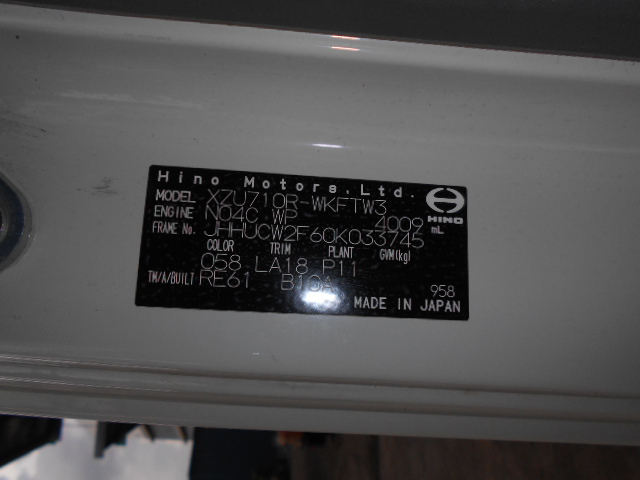 Hino Motors,Ltd.
MODEL XZU710R-WKFTW3
ENGINE N04C WP 4009 mL
HINO
FRAME No. JHHUCW2F60K033745
COLOR TRIM PLANT GVM(kg)
058 LA18 P11
TM/A/BUILT RE61 B10A 958
MADE IN JAPAN